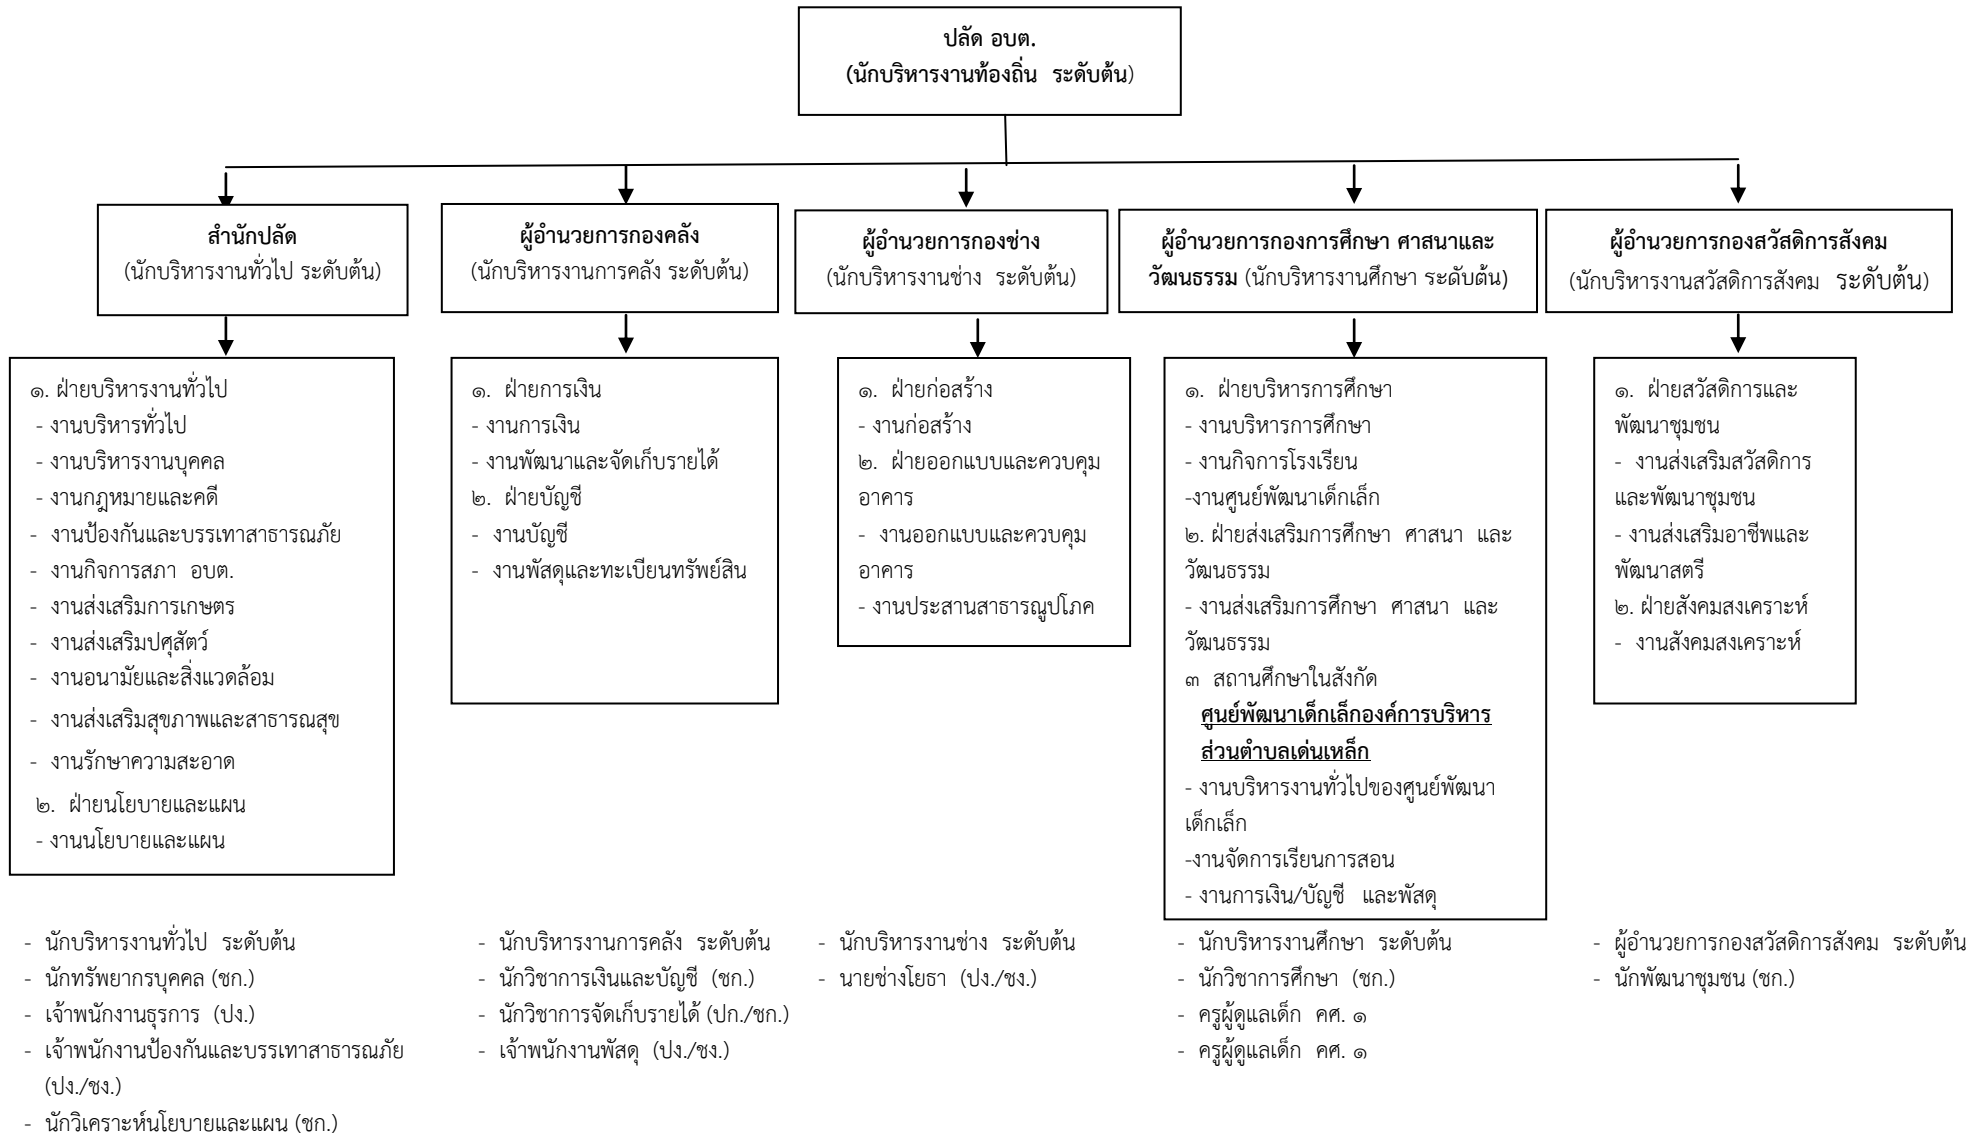 ปลัด อบต.
(นักบริหารงานท้องถิ่น  ระดับต้น)
สำนักปลัด
(นักบริหารงานทั่วไป ระดับต้น)
ผู้อำนวยการกองคลัง
(นักบริหารงานการคลัง ระดับต้น)
ผู้อำนวยการกองช่าง
(นักบริหารงานช่าง  ระดับต้น)
ผู้อำนวยการกองการศึกษา ศาสนาและ
วัฒนธรรม (นักบริหารงานศึกษา ระดับต้น)
ผู้อำนวยการกองสวัสดิการสังคม
(นักบริหารงานสวัสดิการสังคม  ระดับต้น)
๑. ฝ่ายบริหารงานทั่วไป
- งานบริหารทั่วไป
- งานบริหารงานบุคคล
- งานกฎหมายและคดี
-  งานป้องกันและบรรเทาสาธารณภัย
-  งานกิจการสภา  อบต.
-  งานส่งเสริมการเกษตร
-  งานส่งเสริมปศุสัตว์
-  งานอนามัยและสิ่งแวดล้อม
-  งานส่งเสริมสุขภาพและสาธารณสุข
-  งานรักษาความสะอาด
๒.  ฝ่ายนโยบายและแผน
- งานนโยบายและแผน
๑.  ฝ่ายการเงิน
- งานการเงิน
- งานพัฒนาและจัดเก็บรายได้
๒.  ฝ่ายบัญชี
-  งานบัญชี
-  งานพัสดุและทะเบียนทรัพย์สิน
๑.  ฝ่ายก่อสร้าง
- งานก่อสร้าง
๒.  ฝ่ายออกแบบและควบคุม
อาคาร
-  งานออกแบบและควบคุม
อาคาร
- งานประสานสาธารณูปโภค
๑.  ฝ่ายบริหารการศึกษา
- งานบริหารการศึกษา
- งานกิจการโรงเรียน
-งานศูนย์พัฒนาเด็กเล็ก
๒. ฝ่ายส่งเสริมการศึกษา  ศาสนา  และ
วัฒนธรรม
- งานส่งเสริมการศึกษา  ศาสนา  และ
วัฒนธรรม
๓  สถานศึกษาในสังกัด
ศูนย์พัฒนาเด็กเล็กองค์การบริหาร
ส่วนตำบลเด่นเหล็ก
- งานบริหารงานทั่วไปของศูนย์พัฒนา
เด็กเล็ก
-งานจัดการเรียนการสอน
- งานการเงิน/บัญชี  และพัสดุ
๑.  ฝ่ายสวัสดิการและ
พัฒนาชุมชน
-  งานส่งเสริมสวัสดิการ
และพัฒนาชุมชน
- งานส่งเสริมอาชีพและ
พัฒนาสตรี
๒. ฝ่ายสังคมสงเคราะห์
-  งานสังคมสงเคราะห์
-  นักบริหารงานทั่วไป  ระดับต้น
-  นักทรัพยากรบุคคล (ชก.)
-  เจ้าพนักงานธุรการ  (ปง.)
-  เจ้าพนักงานป้องกันและบรรเทาสาธารณภัย
(ปง./ชง.)
-  นักวิเคราะห์นโยบายและแผน (ชก.)
-  นักบริหารงานการคลัง  ระดับต้น
-  นักวิชาการเงินและบัญชี  (ชก.)
-  นักวิชาการจัดเก็บรายได้ (ปก./ชก.)
-  เจ้าพนักงานพัสดุ  (ปง./ชง.)
-  นักบริหารงานช่าง  ระดับต้น
-  นายช่างโยธา  (ปง./ชง.)
-  นักบริหารงานศึกษา  ระดับต้น
-  นักวิชาการศึกษา  (ชก.)
-  ครูผู้ดูแลเด็ก  คศ. ๑
-  ครูผู้ดูแลเด็ก  คศ. ๑
-  ผู้อำนวยการกองสวัสดิการสังคม  ระดับต้น
-  นักพัฒนาชุมชน (ชก.)